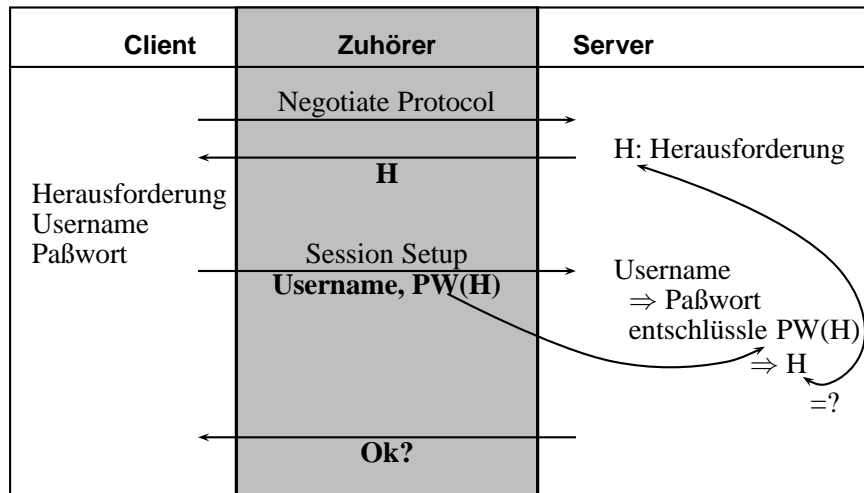 Client
Zuhörer
Server
Negotiate Protocol
H: Herausforderung
H
Herausforderung
Username
Paßwort
Session Setup
Username, PW(H)
Username
⇒ Paßwort
entschlüssle PW(H)
⇒ H
=?
Ok?